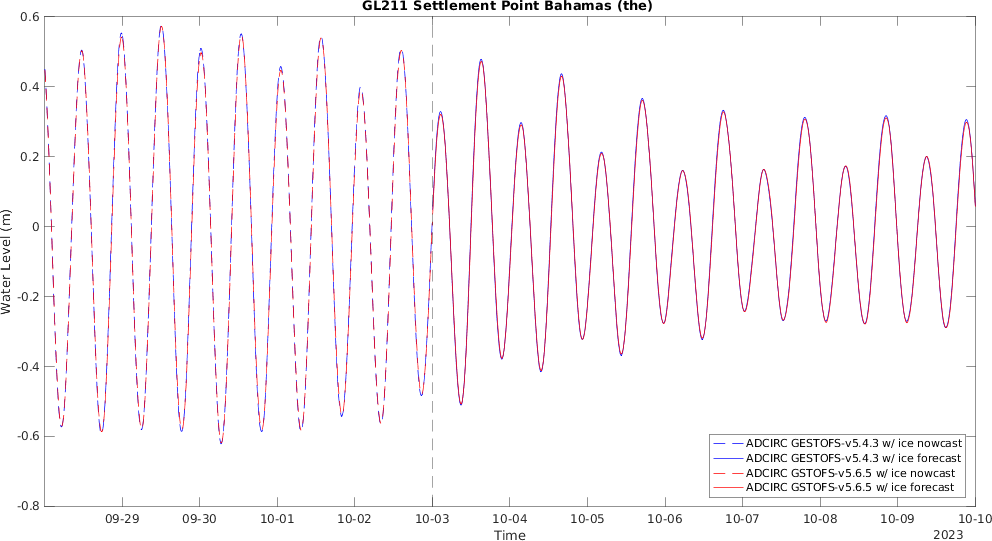 GL211 Settlement Point Bahamas (the)
0.6
0.4
0.2
0
-0.2
-0.4
-0.6
-0.8
Water Level (m)
ADCIRC GESTOFS-v5.4.3 w/ ice nowcast
ADCIRC GESTOFS-v5.4.3 w/ ice forecast
ADCIRC GSTOFS-v5.6.5 w/ ice nowcast
ADCIRC GSTOFS-v5.6.5 w/ ice forecast
09-29 09-30 10-01 10-02 10-03 10-04 10-05 10-06 10-07 10-08 10-09 10-10
Time
2023